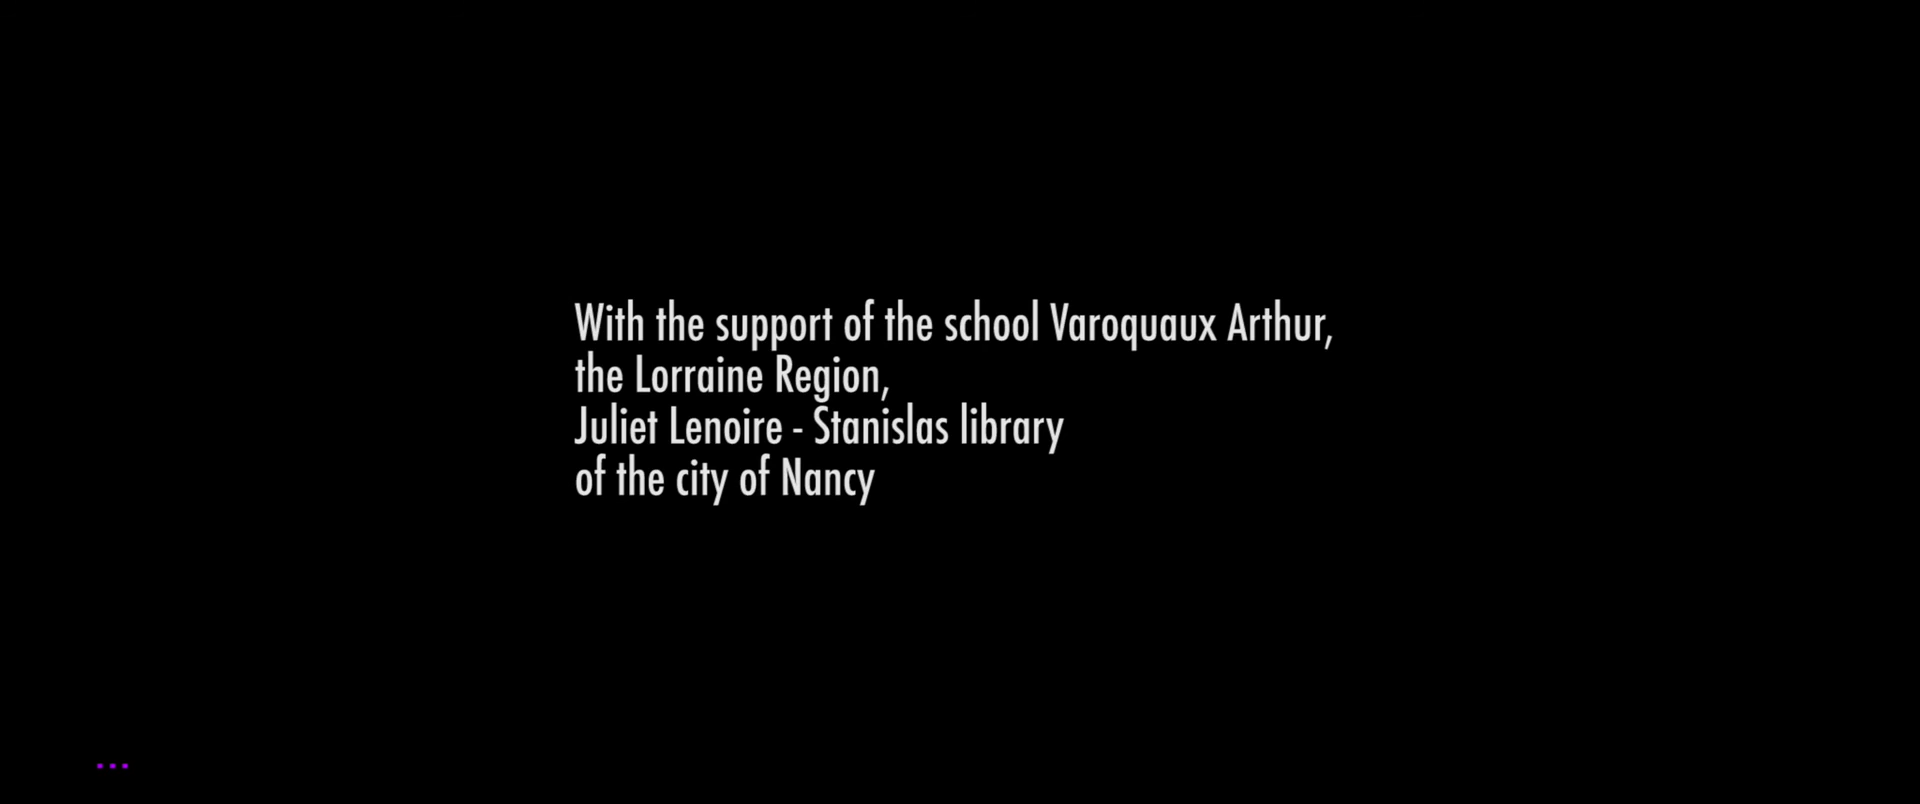 With the support of the school Varoquaux Arthur,
the Lorraine Region,
Juliet Lenoire - Stanislas library
of the city of Nancy
...